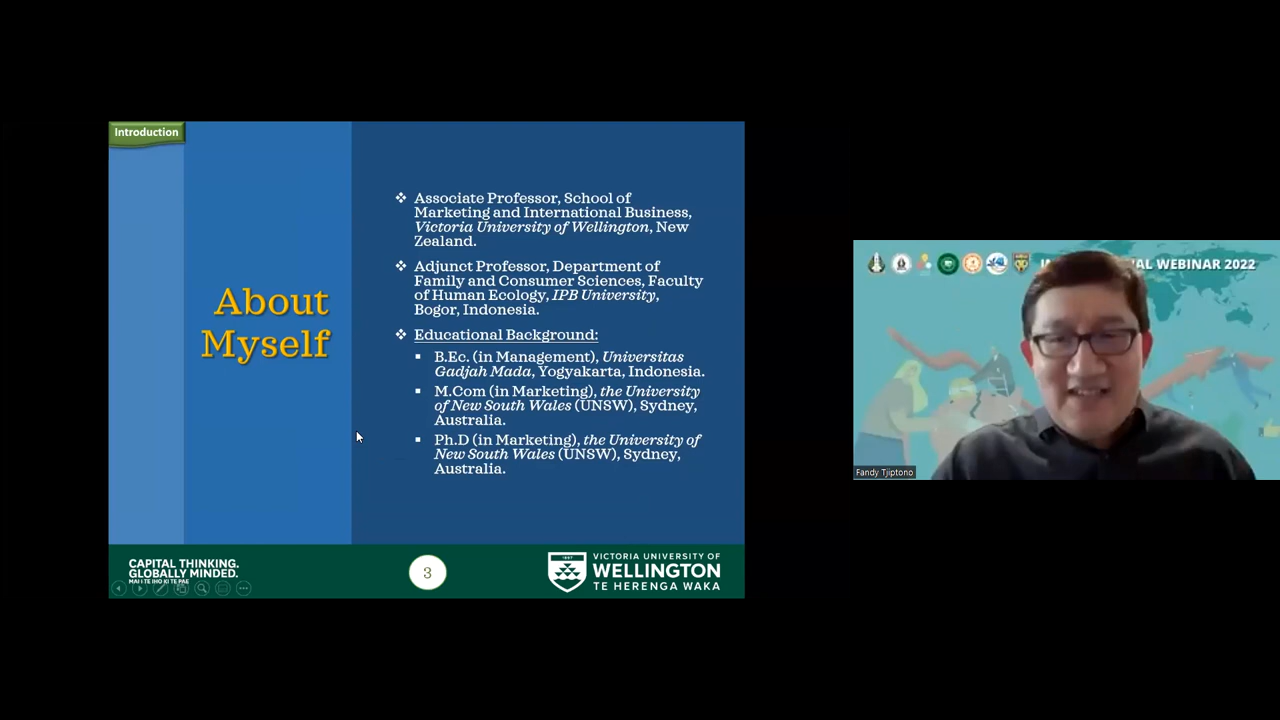 Introduction
About
Myself
❖ Associate Professor, School of
Marketing and International Business,
Victoria University of Wellington, New
Zealand.
❖ Adjunct Professor, Department of
Family and Consumer Sciences, Faculty
of Human Ecology, IPB University,
Bogor, Indonesia.
❖ Educational Background:
▪ B.Ec. (in Management), Universitas
Gadjah Mada, Yogyakarta, Indonesia.
▪ M.Com (in Marketing), the University
of New South Wales (UNSW), Sydney,
Australia.
▪ Ph.D (in Marketing), the University of
New South Wales (UNSW), Sydney,
Australia.
CAPITAL THINKING.
GLOBALLY MINDED.
MAI I TE IHO KI TE PAE
3
1897
VICTORIA UNIVERSITY OF
WELLINGTON
TE HERENGA WAKA
AL WEBINAR 2022
Fandy Tjiptono